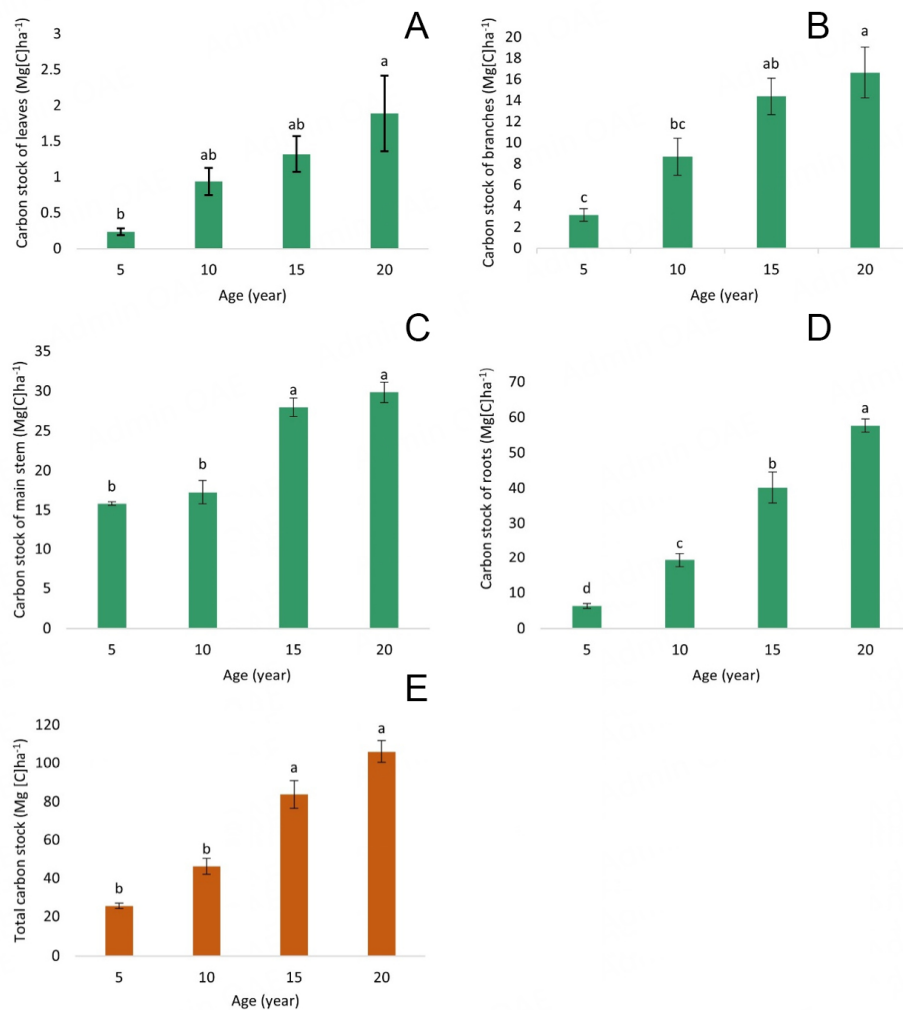 A
Carbon stock of leaves (Mg[C]ha⁻¹)
3
2.5
2
1.5
1
0.5
0
b
ab
ab
a
5 10 15 20
Age (year)
B
Carbon stock of branches (Mg[C]ha⁻¹)
20
18
16
14
12
10
8
6
4
2
0
c
bc
ab
a
5 10 15 20
Age (year)
C
Carbon stock of main stem (Mg[C]ha⁻¹)
35
30
25
20
15
10
5
0
b
b
a
a
5 10 15 20
Age (year)
D
Carbon stock of roots (Mg[C]ha⁻¹)
70
60
50
40
30
20
10
0
d
c
b
a
5 10 15 20
Age (year)
E
Total carbon stock (Mg [C]ha⁻¹)
120
100
80
60
40
20
0
b
b
a
a
5 10 15 20
Age (year)